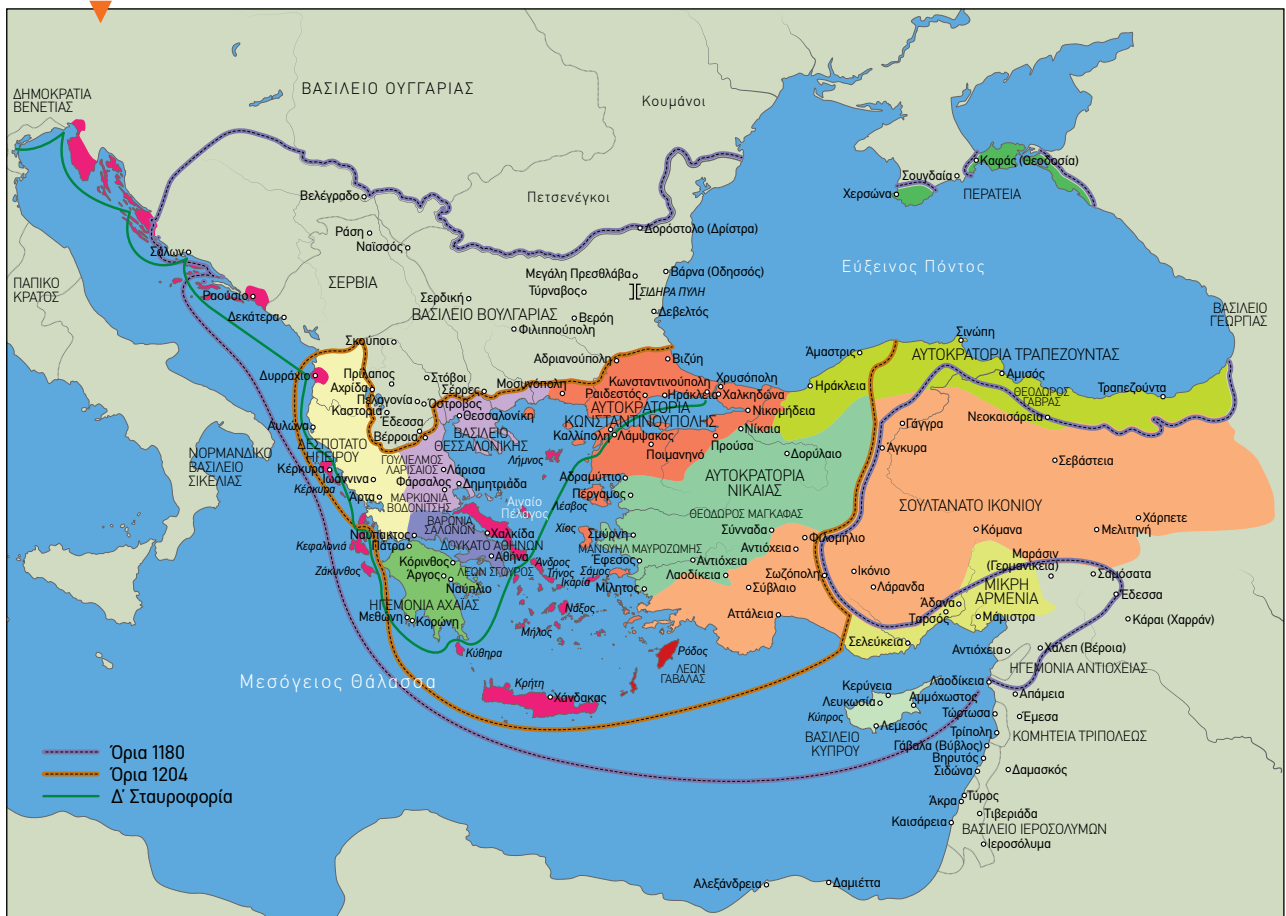 ΔΗΜΟΚΡΑΤΙΑ
ΒΕΝΕΤΙΑΣ
ΒΑΣΙΛΕΙΟ ΟΥΓΓΑΡΙΑΣ
Κουμάνοι
Καφάς (Θεοδοσία)
Σουγδαία
Χερσώνα
ΠΕΡΑΤΕΙΑ
Βελέγραδο
Πετσενέγκοι
Ράση
Ναϊσσός
Δορόστολο (Δρίστρα)
Σάλων
Μεγάλη Πρεσθλάβα
Βάρνα (Οδησσός)
Εύξεινος Πόντος
ΠΑΠΙΚΟ
ΚΡΑΤΟΣ
ΣΕΡΒΙΑ
Τύρναβος
ΣΙΔΗΡΑ ΠΥΛΗ
Ραούσιο
Σερδική
ΒΑΣΙΛΕΙΟ ΒΟΥΛΓΑΡΙΑΣ
Βερόη
Δεβελτός
ΒΑΣΙΛΕΙΟ
ΓΕΩΡΓΙΑΣ
Δεκάτερα
Φιλιππούπολη
Σκούποι
Σινώπη
Αδριανούπολη
Βιζύη
Άμαστρις
ΑΥΤΟΚΡΑΤΟΡΙΑ ΤΡΑΠΕΖΟΥΝΤΑΣ
Δυρράχιο
Πρίλαπος
Στόβοι
Αμισός
Αχρίδα
Σέρρες
Μοσυνόπολη
Κωνσταντινούπολη
Χρυσόπολη
Ηράκλεια
ΘΕΟΔΩΡΟΣ
ΓΑΒΡΑΣ
Τραπεζούντα
Πελαγονία
Όστροβος
Ραιδεστός
Ηράκλεια
Χαλκηδόνα
Καστοριά
Θεσσαλονίκη
ΑΥΤΟΚΡΑΤΟΡΙΑ
ΚΩΝΣΤΑΝΤΙΝΟΥΠΟΛΗΣ
Νικομήδεια
Νεοκαισάρεια
Έδεσσα
Αυλώνα
Βέρροια
ΒΑΣΙΛΕΙΟ
ΘΕΣΣΑΛΟΝΙΚΗΣ
Καλλίπολη
Λάμψακος
Νίκαια
Γάγγρα
ΔΕΣΠΟΤΑΤΟ
ΗΠΕΙΡΟΥ
Προύσα
Ποιμανηνό
Άγκυρα
ΝΟΡΜΑΝΔΙΚΟ
ΒΑΣΙΛΕΙΟ
ΣΙΚΕΛΙΑΣ
ΓΟΥΛΙΕΛΜΟΣ
ΛΑΡΙΣΑΙΟΣ
Λήμνος
Δορύλαιο
Σεβάστεια
Κέρκυρα
Κέρκυρα
Ιωάννινα
Λάρισα
Φάρσαλος
Δημητριάδα
Αδραμύττιο
ΑΥΤΟΚΡΑΤΟΡΙΑ
ΝΙΚΑΙΑΣ
Άρτα
ΜΑΡΚΙΩΝΙΑ
ΒΟΔΟΝΙΤΣΗΣ
Αιγαίο
Πέλαγος
Πέργαμος
Λέσβος
ΣΟΥΛΤΑΝΑΤΟ ΙΚΟΝΙΟΥ
ΘΕΟΔΩΡΟΣ ΜΑΓΚΑΦΑΣ
Χάρπετε
ΒΑΡΩΝΙΑ
ΣΑΛΩΝΩΝ
Χίος
Σύνναδα
Κόμανα
Μελιτηνή
Ναύπακτος
Χαλκίδα
Σμύρνη
Φιλομήλιο
Πάτρα
ΔΟΥΚΑΤΟ ΑΘΗΝΩΝ
ΜΑΝΟΥΗΛ ΜΑΥΡΟΖΩΜΗΣ
Αντιόχεια
Κεφαλονιά
Αθήνα
Έφεσος
Αντιόχεια
Μαράσιν
(Γερμανίκεια)
Κόρινθος
ΛΕΩΝ ΣΓΟΥΡΟΣ
Άνδρος
Τήνος
Σάμος
Ικαρία
Λαοδίκεια
Σωζόπολη
Ικόνιο
Σαμόσατα
Ζάκυνθος
Άργος
Ναύπλιο
Μίλητος
Σύβλαιο
Λάρανδα
ΜΙΚΡΗ
ΑΡΜΕΝΙΑ
Έδεσσα
ΗΓΕΜΟΝΙΑ ΑΧΑΪΑΣ
Νάξος
Αττάλεια
Άδανα
Ταρσός
Μάμιστρα
Κάραι (Χαρράν)
Μεθώνη
Κορώνη
Μήλος
Σελεύκεια
Κύθηρα
Ρόδος
ΛΕΩΝ
ΓΑΒΑΛΑΣ
Αντιόχεια
Χάλεπ (Βέροια)
ΗΓΕΜΟΝΙΑ ΑΝΤΙΟΧΕΙΑΣ
Μεσόγειος Θάλασσα
Κρήτη
Χάνδακας
Κερύνεια
Λαοδίκεια
Λευκωσία
Αμμόχωστος
Απάμεια
Κύπρος
Λεμεσός
Τόρτωσα
Έμεσα
ΒΑΣΙΛΕΙΟ
ΚΥΠΡΟΥ
Τρίπολη
ΚΟΜΗΤΕΙΑ ΤΡΙΠΟΛΕΩΣ
Γάβαλα (Βύβλος)
Βηρυτός
Σιδώνα
Δαμασκός
Όρια 1180
Όρια 1204
Δ' Σταυροφορία
Άκρα
Τύρος
Τιβεριάδα
Καισάρεια
ΒΑΣΙΛΕΙΟ ΙΕΡΟΣΟΛΥΜΩΝ
Ιεροσόλυμα
Αλεξάνδρεια
Δαμιέττα